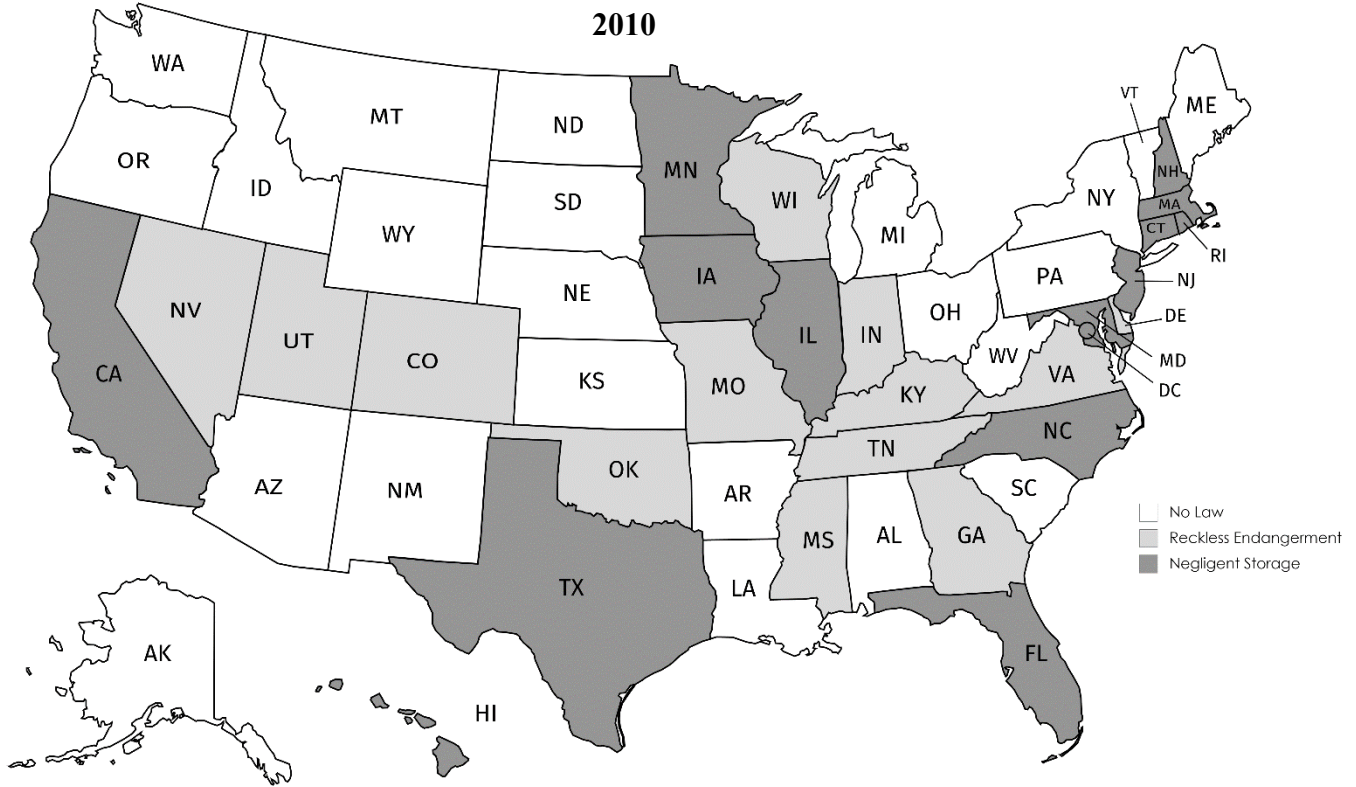 2010
WA
MT
ND
MN
VT
ME
OR
ID
SD
WI
NH
NY
MA
WY
MI
CT
RI
IA
PA
NJ
NE
NV
OH
DE
IL
IN
UT
CO
WV
MD
CA
KS
MO
VA
DC
KY
NC
TN
OK
AZ
NM
AR
SC
No Law
MS
AL
GA
Reckless Endangerment
Negligent Storage
TX
LA
AK
FL
HI